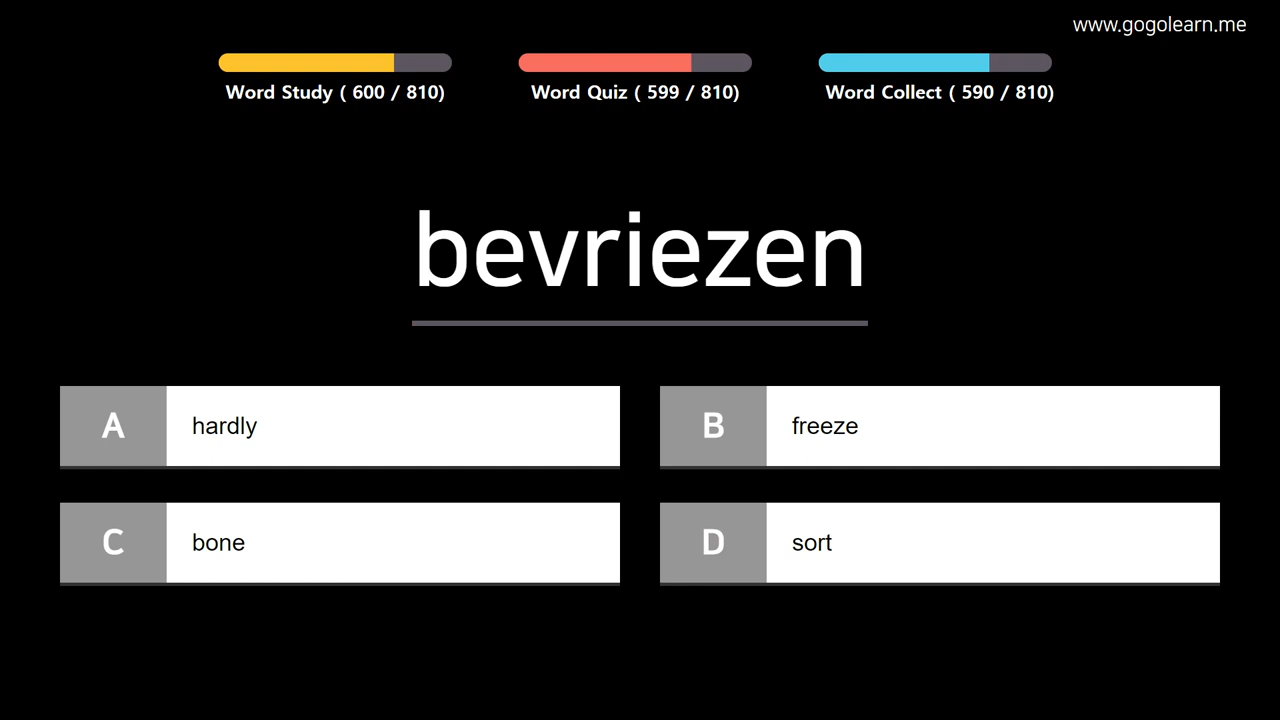 www.gogolearn.me
Word Study ( 600 / 810)
Word Quiz ( 599 / 810)
Word Collect ( 590 / 810)
bevriezen
A hardly
B freeze
C bone
D sort